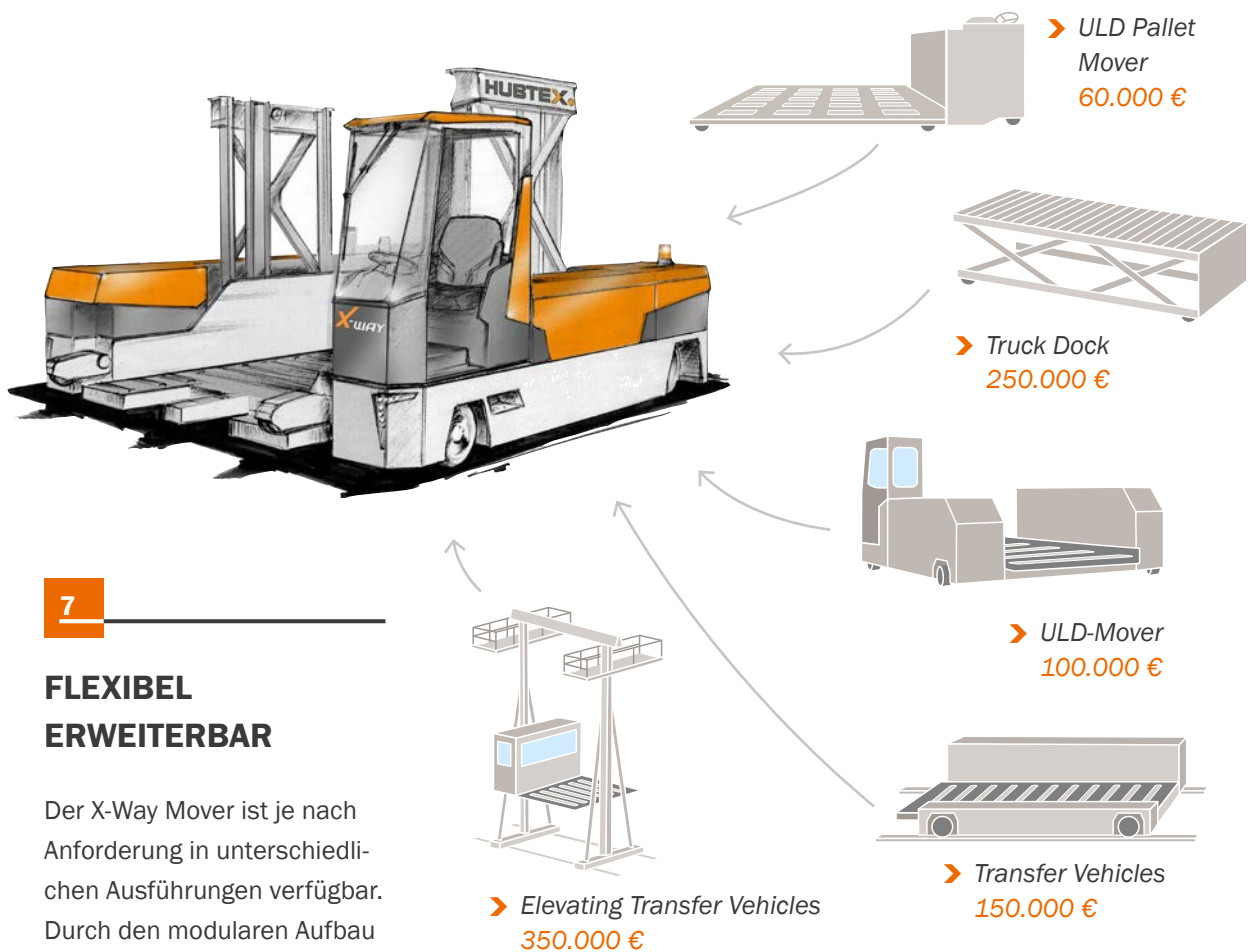 HUBTEX
X-WAY
ULD Pallet
Mover
60.000 €
Truck Dock
250.000 €
ULD-Mover
100.000 €
Transfer Vehicles
150.000 €
Elevating Transfer Vehicles
350.000 €
7
FLEXIBEL
ERWEITERBAR
Der X-Way Mover ist je nach
Anforderung in unterschiedli-
chen Ausführungen verfügbar.
Durch den modularen Aufbau